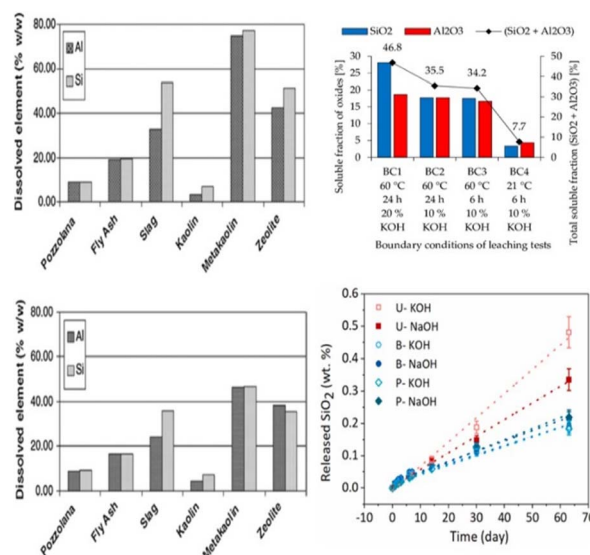 Dissolved element (% w/w)
80.00
60.00
40.00
20.00
0.00
Al
Si
Pozzolana
Fly Ash
Slag
Kaolin
Metakaolin
Zeolite
SiO2 Al2O3 (SiO2 + Al2O3)
Soluble fraction of oxides [%]
30
25
20
15
10
5
0
46.8
35.5
34.2
7.7
50
40
30
20
10
0
Total soluble fraction (SiO2 + Al2O3) [%]
BC1 BC2 BC3 BC4
60 °C 60 °C 60 °C 21 °C
24 h 24 h 6 h 6 h
20 % 10 % 10 % 10 %
KOH KOH KOH KOH
Boundary conditions of leaching tests
Dissolved element (% w/w)
80.00
60.00
40.00
20.00
0.00
Al
Si
Pozzolana
Fly Ash
Slag
Kaolin
Metakaolin
Zeolite
Released SiO2 (wt. %)
0.6
0.5
0.4
0.3
0.2
0.1
0.0
U- KOH
U- NaOH
B- KOH
B- NaOH
P- KOH
P- NaOH
-10 0 10 20 30 40 50 60 70
Time (day)